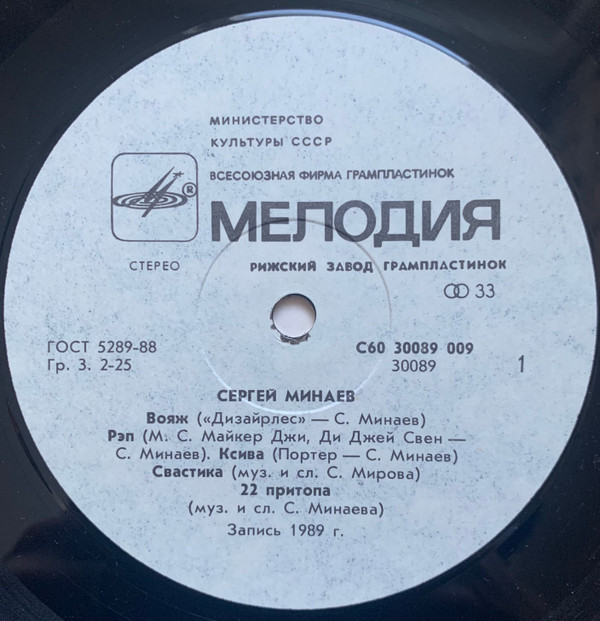 МИНИСТЕРСТВО
КУЛЬТУРЫ СССР
ВСЕСОЮЗНАЯ ФИРМА ГРАМПЛАСТИНОК
®
МЕЛОДИЯ
СТЕРЕО
РИЖСКИЙ ЗАВОД ГРАМПЛАСТИНОК
33
ГОСТ 5289-88
С60 30089 009
Гр. 3. 2-25
30089
1
СЕРГЕЙ МИНАЕВ
Вояж («Дизайрлес» — С. Минаев)
Рэп (М. С. Майкер Джи, Ди Джей Свен —
С. Минаев). Ксива (Портер — С. Минаев)
Свастика (муз. и сл. С. Мирова)
22 притопа
(муз. и сл. С. Минаева)
Запись 1989 г.